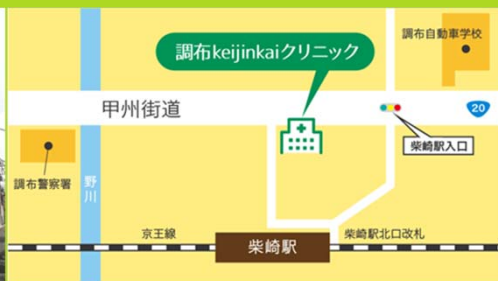 調布自動車学校
調布keijinkaiクリニック
甲州街道
20
柴崎駅入口
調布警察署
野川
京王線
柴崎駅
柴崎駅北口改札